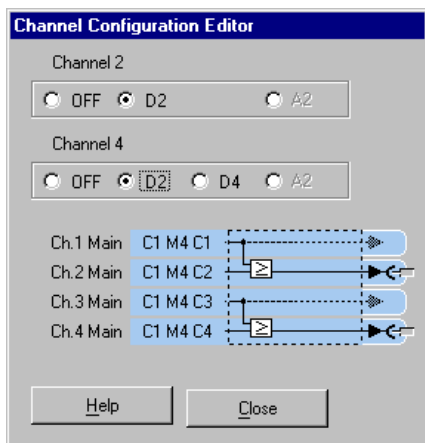 Channel Configuration Editor
Channel 2
OFF D2 A2
Channel 4
OFF D2 D4 A2
Ch.1 Main C1 M4 C1
Ch.2 Main C1 M4 C2 ≥
Ch.3 Main C1 M4 C3
Ch.4 Main C1 M4 C4 ≥
Help Close